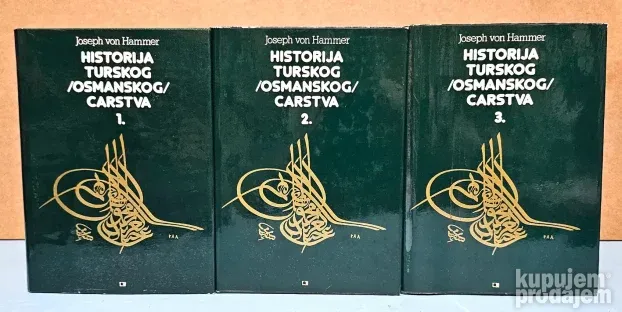 Joseph von Hammer
HISTORIJA
TURSKOG
/OSMANSKOG/
CARSTVA
1.
Joseph von Hammer
HISTORIJA
TURSKOG
/OSMANSKOG/
CARSTVA
2.
Joseph von Hammer
HISTORIJA
TURSKOG
/OSMANSKOG/
CARSTVA
3.
kupujem
prodajem